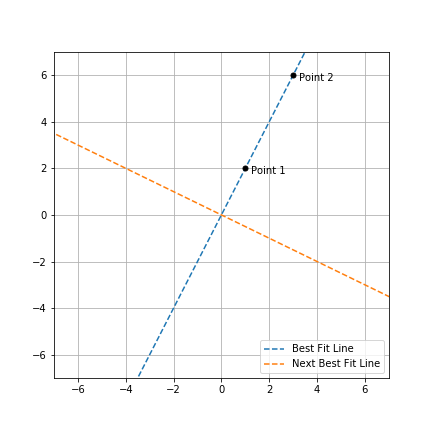 6
Point 2
4
2
Point 1
0
−2
−4
−6
Best Fit Line
Next Best Fit Line
−6 −4 −2 0 2 4 6